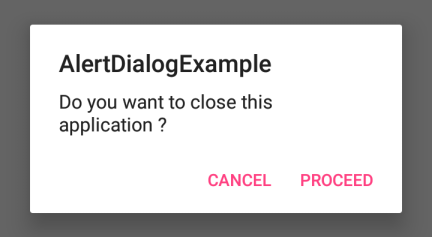 AlertDialogExample
Do you want to close this
application ?
CANCEL PROCEED